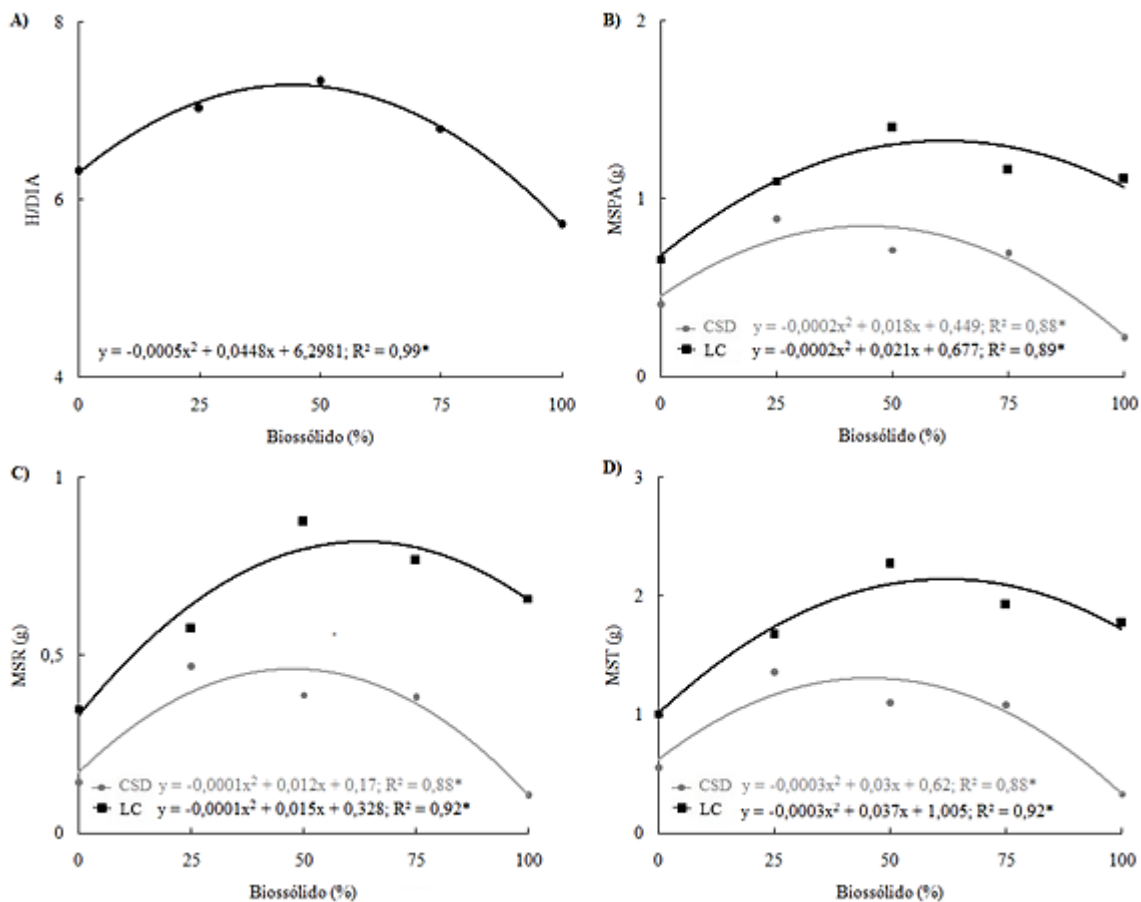 A)
8
6
4
H/DIA
y = -0,0005x² + 0,0448x + 6,2981; R² = 0,99*
0 25 50 75 100
Biossólido (%)
B)
2
1
0
MSPA (g)
CSD y = -0,0002x² + 0,018x + 0,449; R² = 0,88*
LC y = -0,0002x² + 0,021x + 0,677; R² = 0,89*
0 25 50 75 100
Biossólido (%)
C)
1
0,5
0
MSR (g)
CSD y = -0,0001x² + 0,012x + 0,17; R² = 0,88*
LC y = -0,0001x² + 0,015x + 0,328; R² = 0,92*
0 25 50 75 100
Biossólido (%)
D)
3
2
1
0
MST (g)
CSD y = -0,0003x² + 0,03x + 0,62; R² = 0,88*
LC y = -0,0003x² + 0,037x + 1,005; R² = 0,92*
0 25 50 75 100
Biossólido (%)